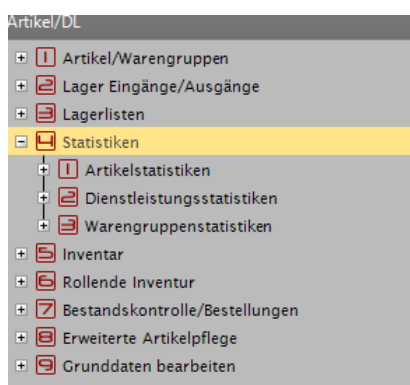 Artikel/DL
1 Artikel/Warengruppen
2 Lager Eingänge/Ausgänge
3 Lagerlisten
4 Statistiken
1 Artikelstatistiken
2 Dienstleistungsstatistiken
3 Warengruppenstatistiken
5 Inventar
6 Rollende Inventur
7 Bestandskontrolle/Bestellungen
8 Erweiterte Artikelpflege
9 Grunddaten bearbeiten